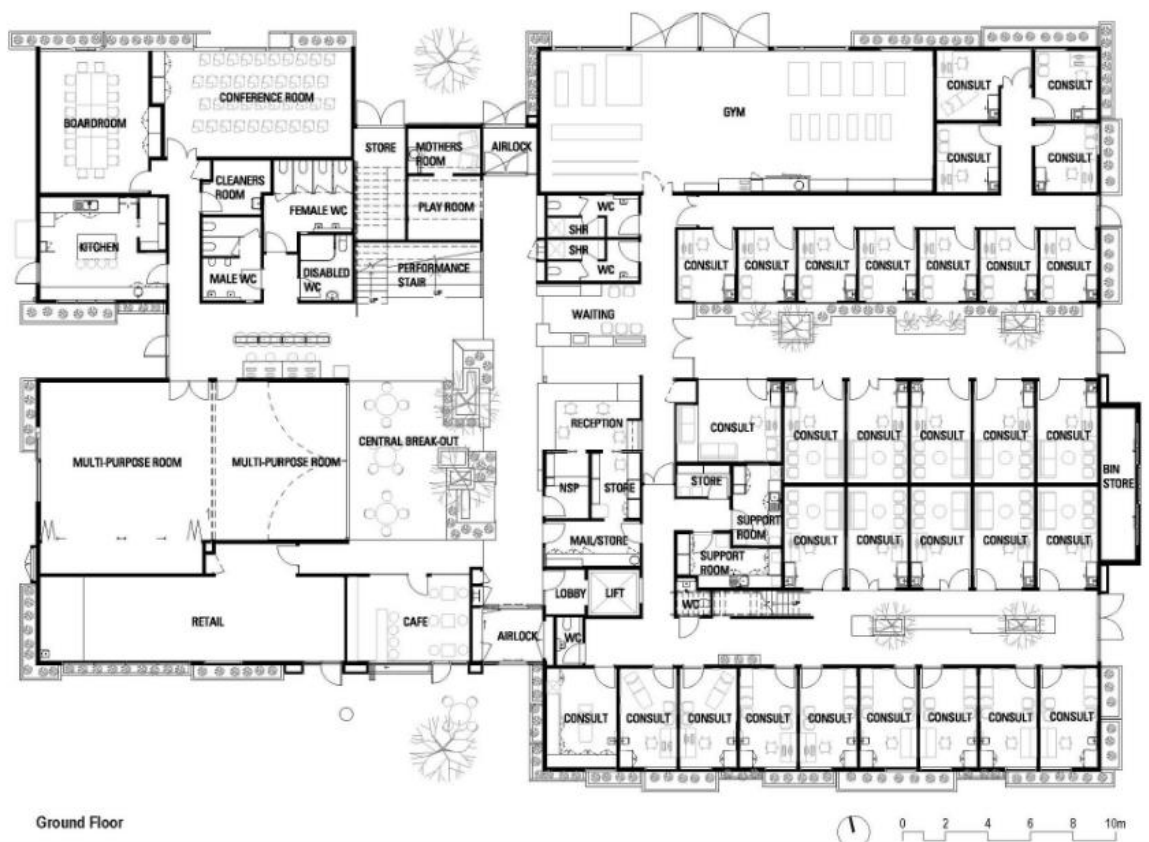 CONFERENCE ROOM
BOARDROOM
GYM
CONSULT
CONSULT
STORE
MOTHERS
ROOM
AIRLOCK
CONSULT
CONSULT
CLEANERS
ROOM
FEMALE WC
PLAY ROOM
WC
SHR
SHR
WC
KITCHEN
MALE WC
DISABLED
WC
PERFORMANCE
STAIR
UP
UP
CONSULT
CONSULT
CONSULT
CONSULT
CONSULT
CONSULT
CONSULT
WAITING
MULTI-PURPOSE ROOM
MULTI-PURPOSE ROOM
CENTRAL BREAK-OUT
RECEPTION
CONSULT
CONSULT
CONSULT
CONSULT
CONSULT
CONSULT
BIN
STORE
NSP
STORE
STORE
SUPPORT
ROOM
CONSULT
CONSULT
CONSULT
CONSULT
CONSULT
MAIL/STORE
SUPPORT
ROOM
LOBBY
LIFT
WC
UP
RETAIL
CAFE
AIRLOCK
WC
CONSULT
CONSULT
CONSULT
CONSULT
CONSULT
CONSULT
CONSULT
CONSULT
CONSULT
Ground Floor
0 2 4 6 8 10m